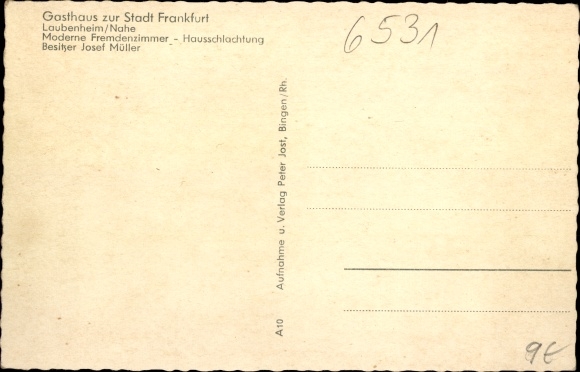 Gasthaus zur Stadt Frankfurt
Laubenheim/Nahe
Moderne Fremdenzimmer - Hausschlachtung
Besitzer Josef Müller
6531
A10 Aufnahme u. Verlag Peter Jost, Bingen/Rh.
9€